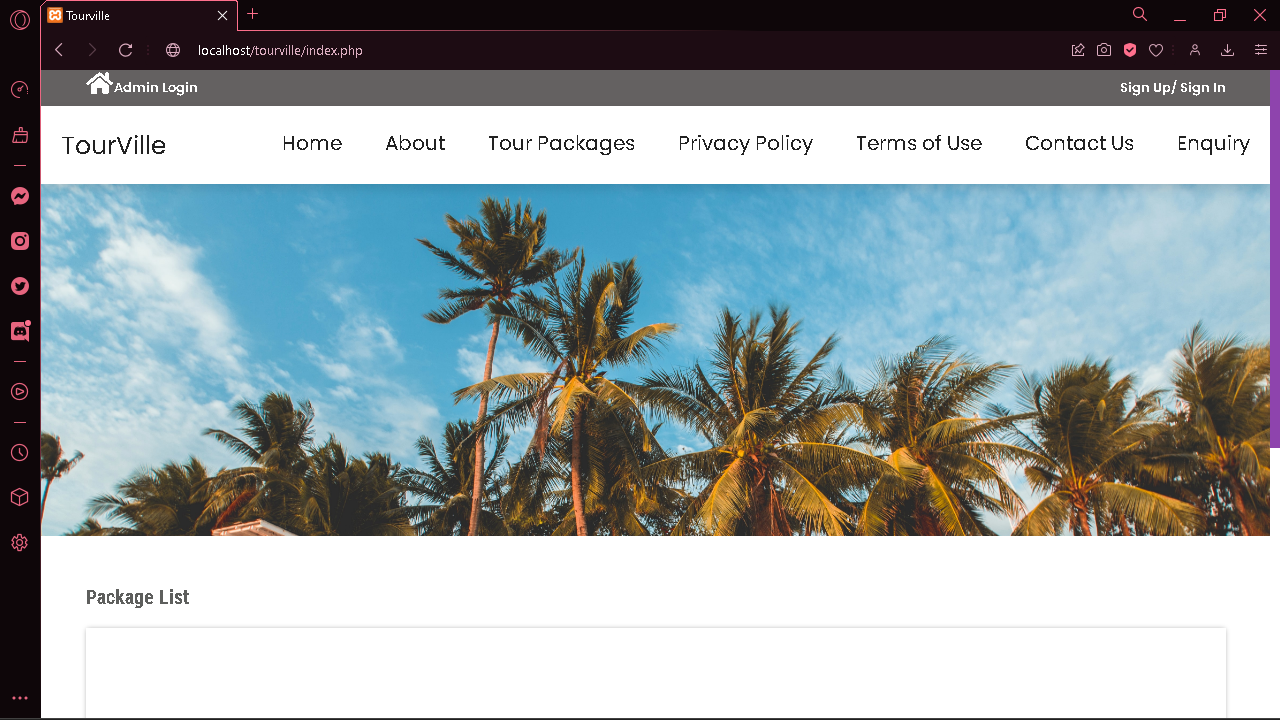 Tourville
localhost/tourville/index.php
Admin Login
Sign Up/ Sign In
TourVille
Home
About
Tour Packages
Privacy Policy
Terms of Use
Contact Us
Enquiry
Package List